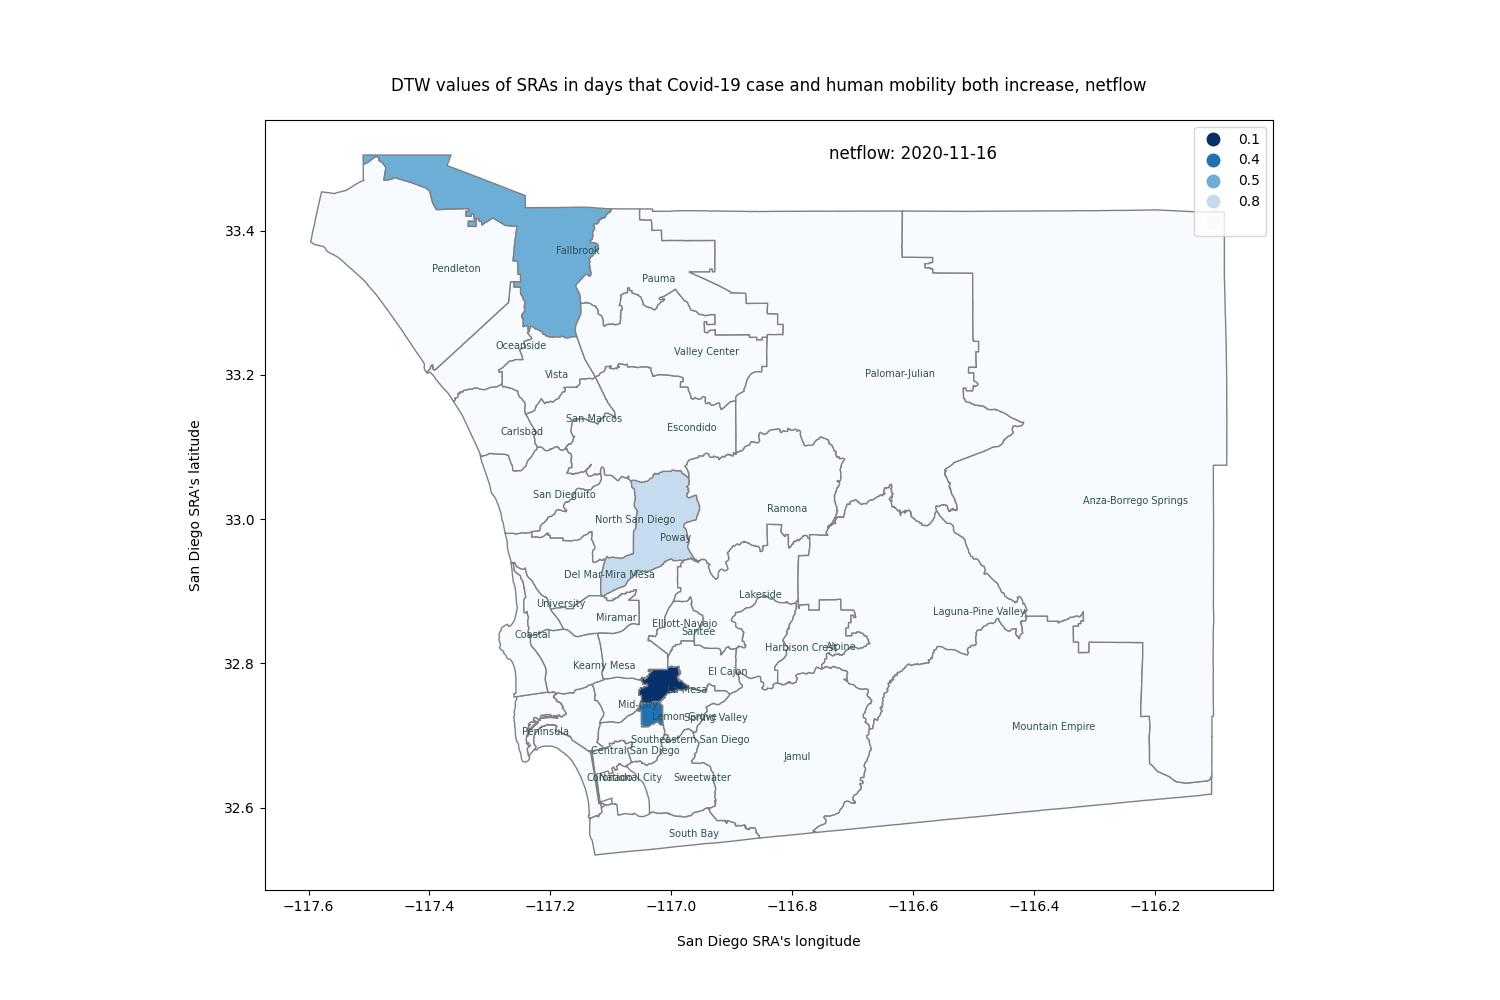 DTW values of SRAs in days that Covid-19 case and human mobility both increase, netflow
netflow: 2020-11-16
0.1
0.4
0.5
0.8
33.4
33.2
33.0
32.8
32.6
San Diego SRA's latitude
Fallbrook
Pendleton
Pauma
Oceanside
Valley Center
Vista
Palomar-Julian
San Marcos
Carlsbad
Escondido
San Dieguito
Anza-Borrego Springs
Ramona
North San Diego
Poway
Del Mar-Mira Mesa
Lakeside
University
Laguna-Pine Valley
Miramar
Elliott-Navajo
Santee
Coastal
Harbison Crest
Alpine
Kearny Mesa
El Cajon
La Mesa
Mid-City
Lemon Grove
Spring Valley
Mountain Empire
Peninsula
Southeastern San Diego
Central San Diego
Jamul
Coronado
National City
Sweetwater
South Bay
−117.6
−117.4
−117.2
−117.0
−116.8
−116.6
−116.4
−116.2
San Diego SRA's longitude